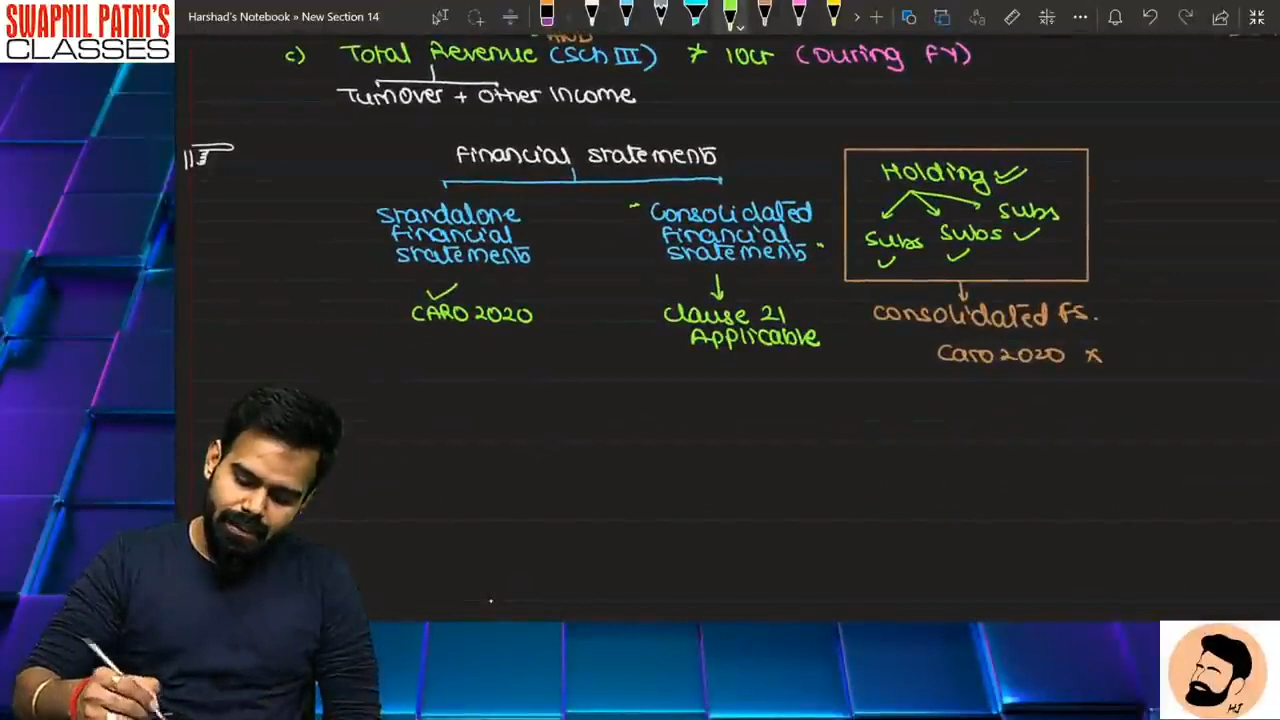 SWAPNIL PATNI'S
CLASSES
Harshad's Notebook » New Section 14
AND
c) Total Revenue (Sch III) ≯ 10cr (During FY)
Turnover + other Income
Financial statements
standalone
financial
statements
CARO 2020
"Consolidated
financial
statements"
Clause 21
Applicable
Holding
Subs Subs Subs
Consolidated FS.
Caro 2020 x
HJ